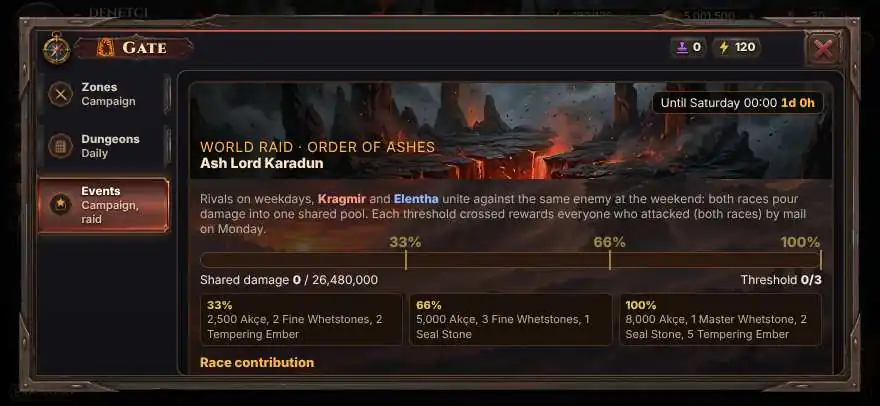 DENETCI
GATE
0
120
Zones
Campaign
Dungeons
Daily
Events
Campaign,
raid
Until Saturday 00:00 1d 0h
WORLD RAID · ORDER OF ASHES
Ash Lord Karadun
Rivals on weekdays, Kragmir and Elentha unite against the same enemy at the weekend: both races pour
damage into one shared pool. Each threshold crossed rewards everyone who attacked (both races) by mail
on Monday.
33%
66%
100%
Shared damage 0 / 26,480,000
Threshold 0/3
33%
2,500 Akçe, 2 Fine Whetstones, 2
Tempering Ember
66%
5,000 Akçe, 3 Fine Whetstones, 1
Seal Stone
100%
8,000 Akçe, 1 Master Whetstone, 2
Seal Stone, 5 Tempering Ember
Race contribution